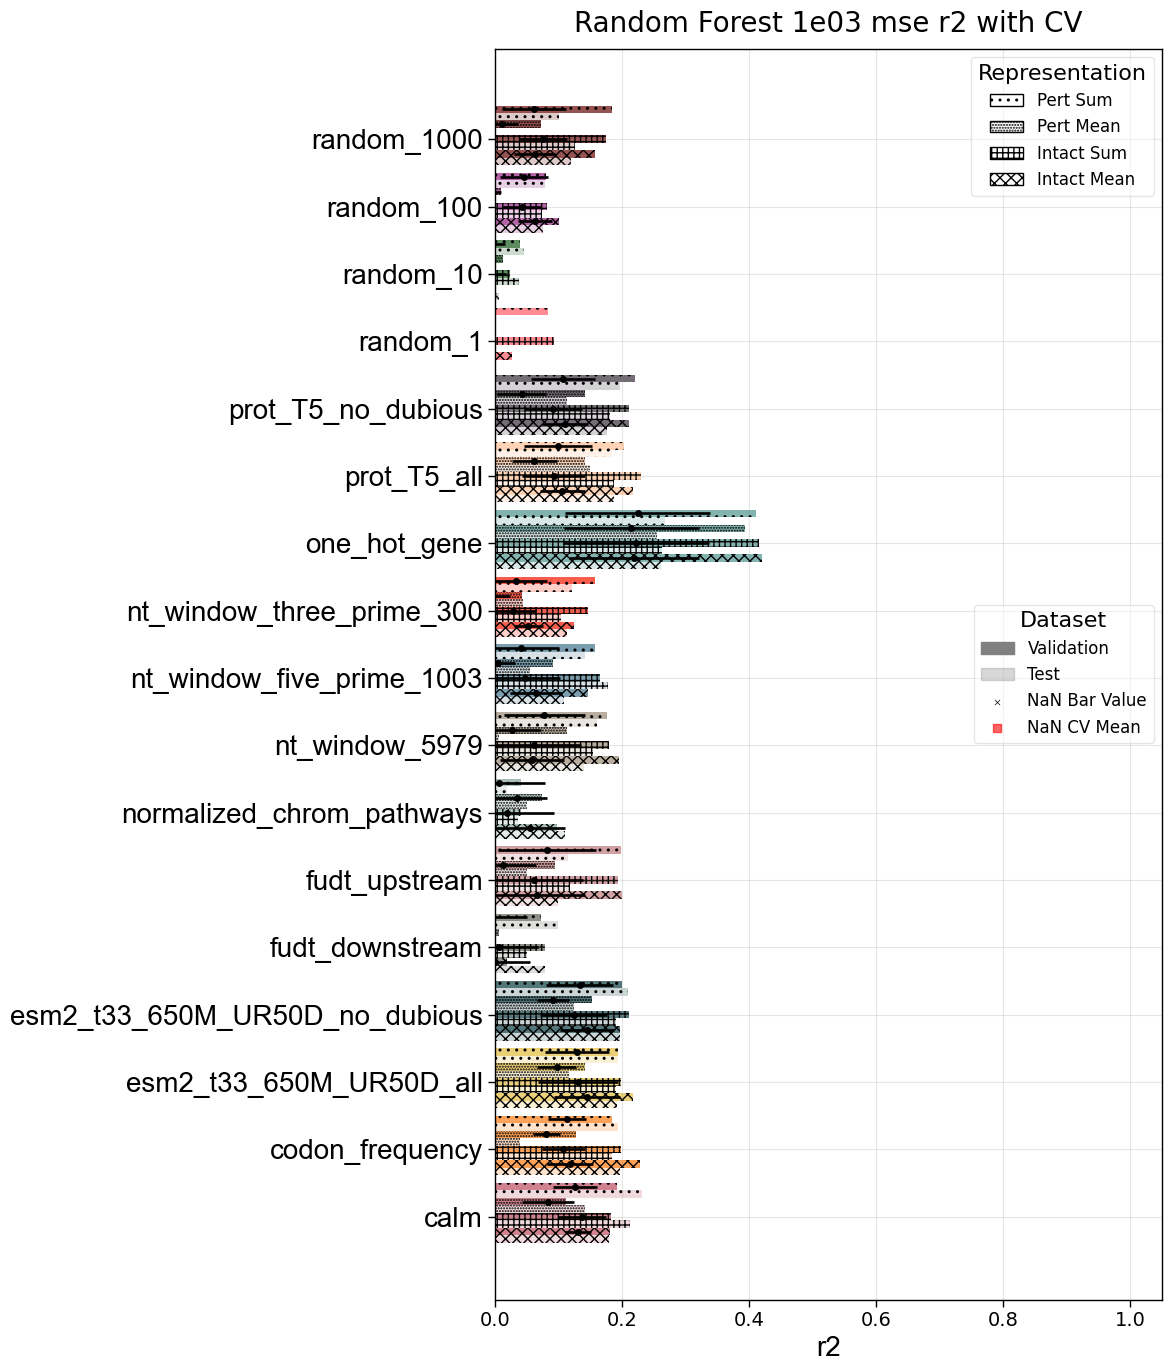 Random Forest 1e03 mse r2 with CV
Representation
Pert Sum
Pert Mean
Intact Sum
Intact Mean
random_1000
random_100
random_10
random_1
prot_T5_no_dubious
prot_T5_all
one_hot_gene
nt_window_three_prime_300
nt_window_five_prime_1003
nt_window_5979
normalized_chrom_pathways
fudt_upstream
fudt_downstream
esm2_t33_650M_UR50D_no_dubious
esm2_t33_650M_UR50D_all
codon_frequency
calm
Dataset
Validation
Test
NaN Bar Value
NaN CV Mean
0.0 0.2 0.4 0.6 0.8 1.0
r2